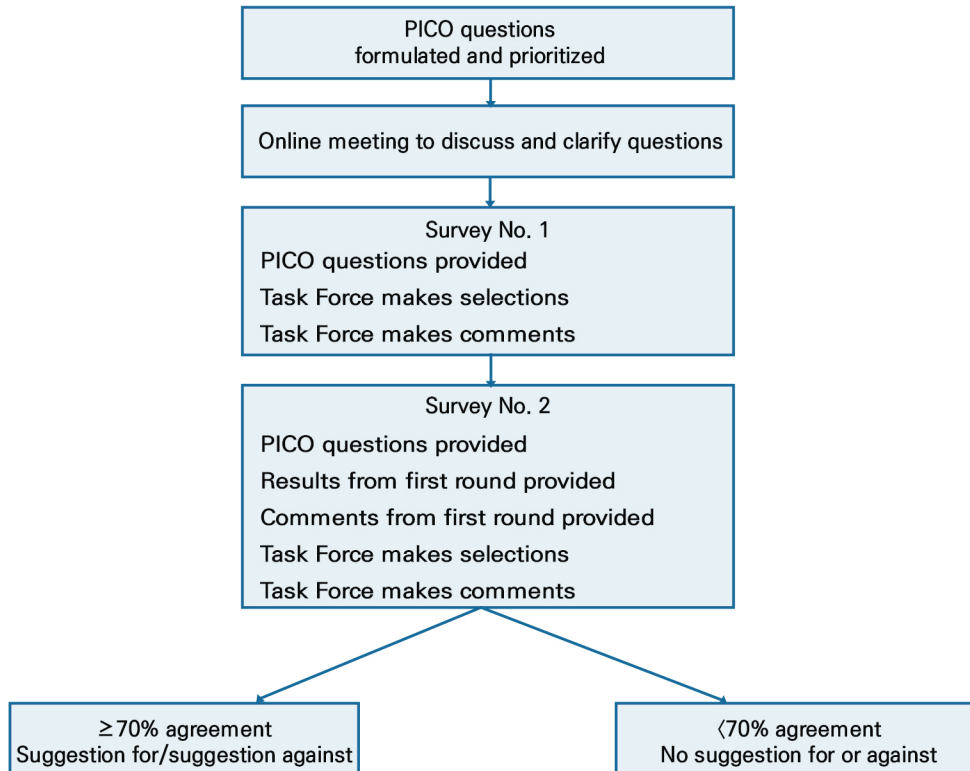 PICO questions
formulated and prioritized
Online meeting to discuss and clarify questions
Survey No. 1
PICO questions provided
Task Force makes selections
Task Force makes comments
Survey No. 2
PICO questions provided
Results from first round provided
Comments from first round provided
Task Force makes selections
Task Force makes comments
≥70% agreement
Suggestion for/suggestion against
⟨70% agreement
No suggestion for or against